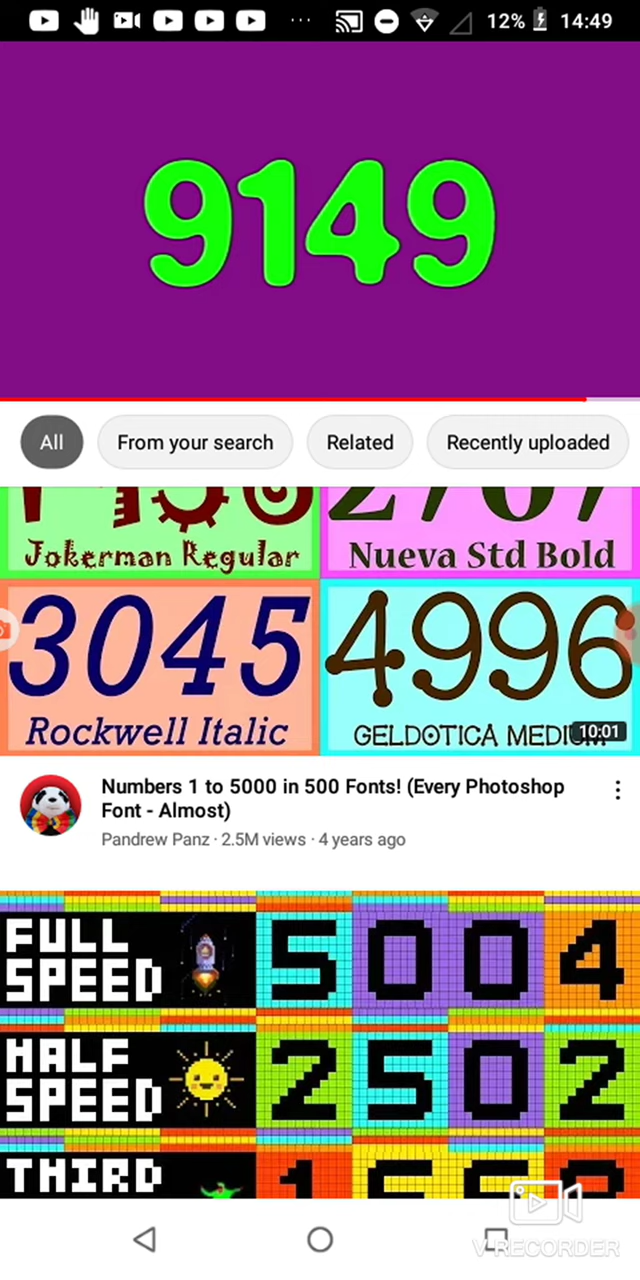 12% 14:49
9149
All From your search Related Recently uploaded
Jokerman Regular Nueva Std Bold
3045 4996
Rockwell Italic GELDOTICA MEDIUM
10:01
Numbers 1 to 5000 in 500 Fonts! (Every Photoshop
Font - Almost)
Pandrew Panz · 2.5M views · 4 years ago
FULL
SPEED
5004
HALF
SPEED
2502
THIRD
V RECORDER